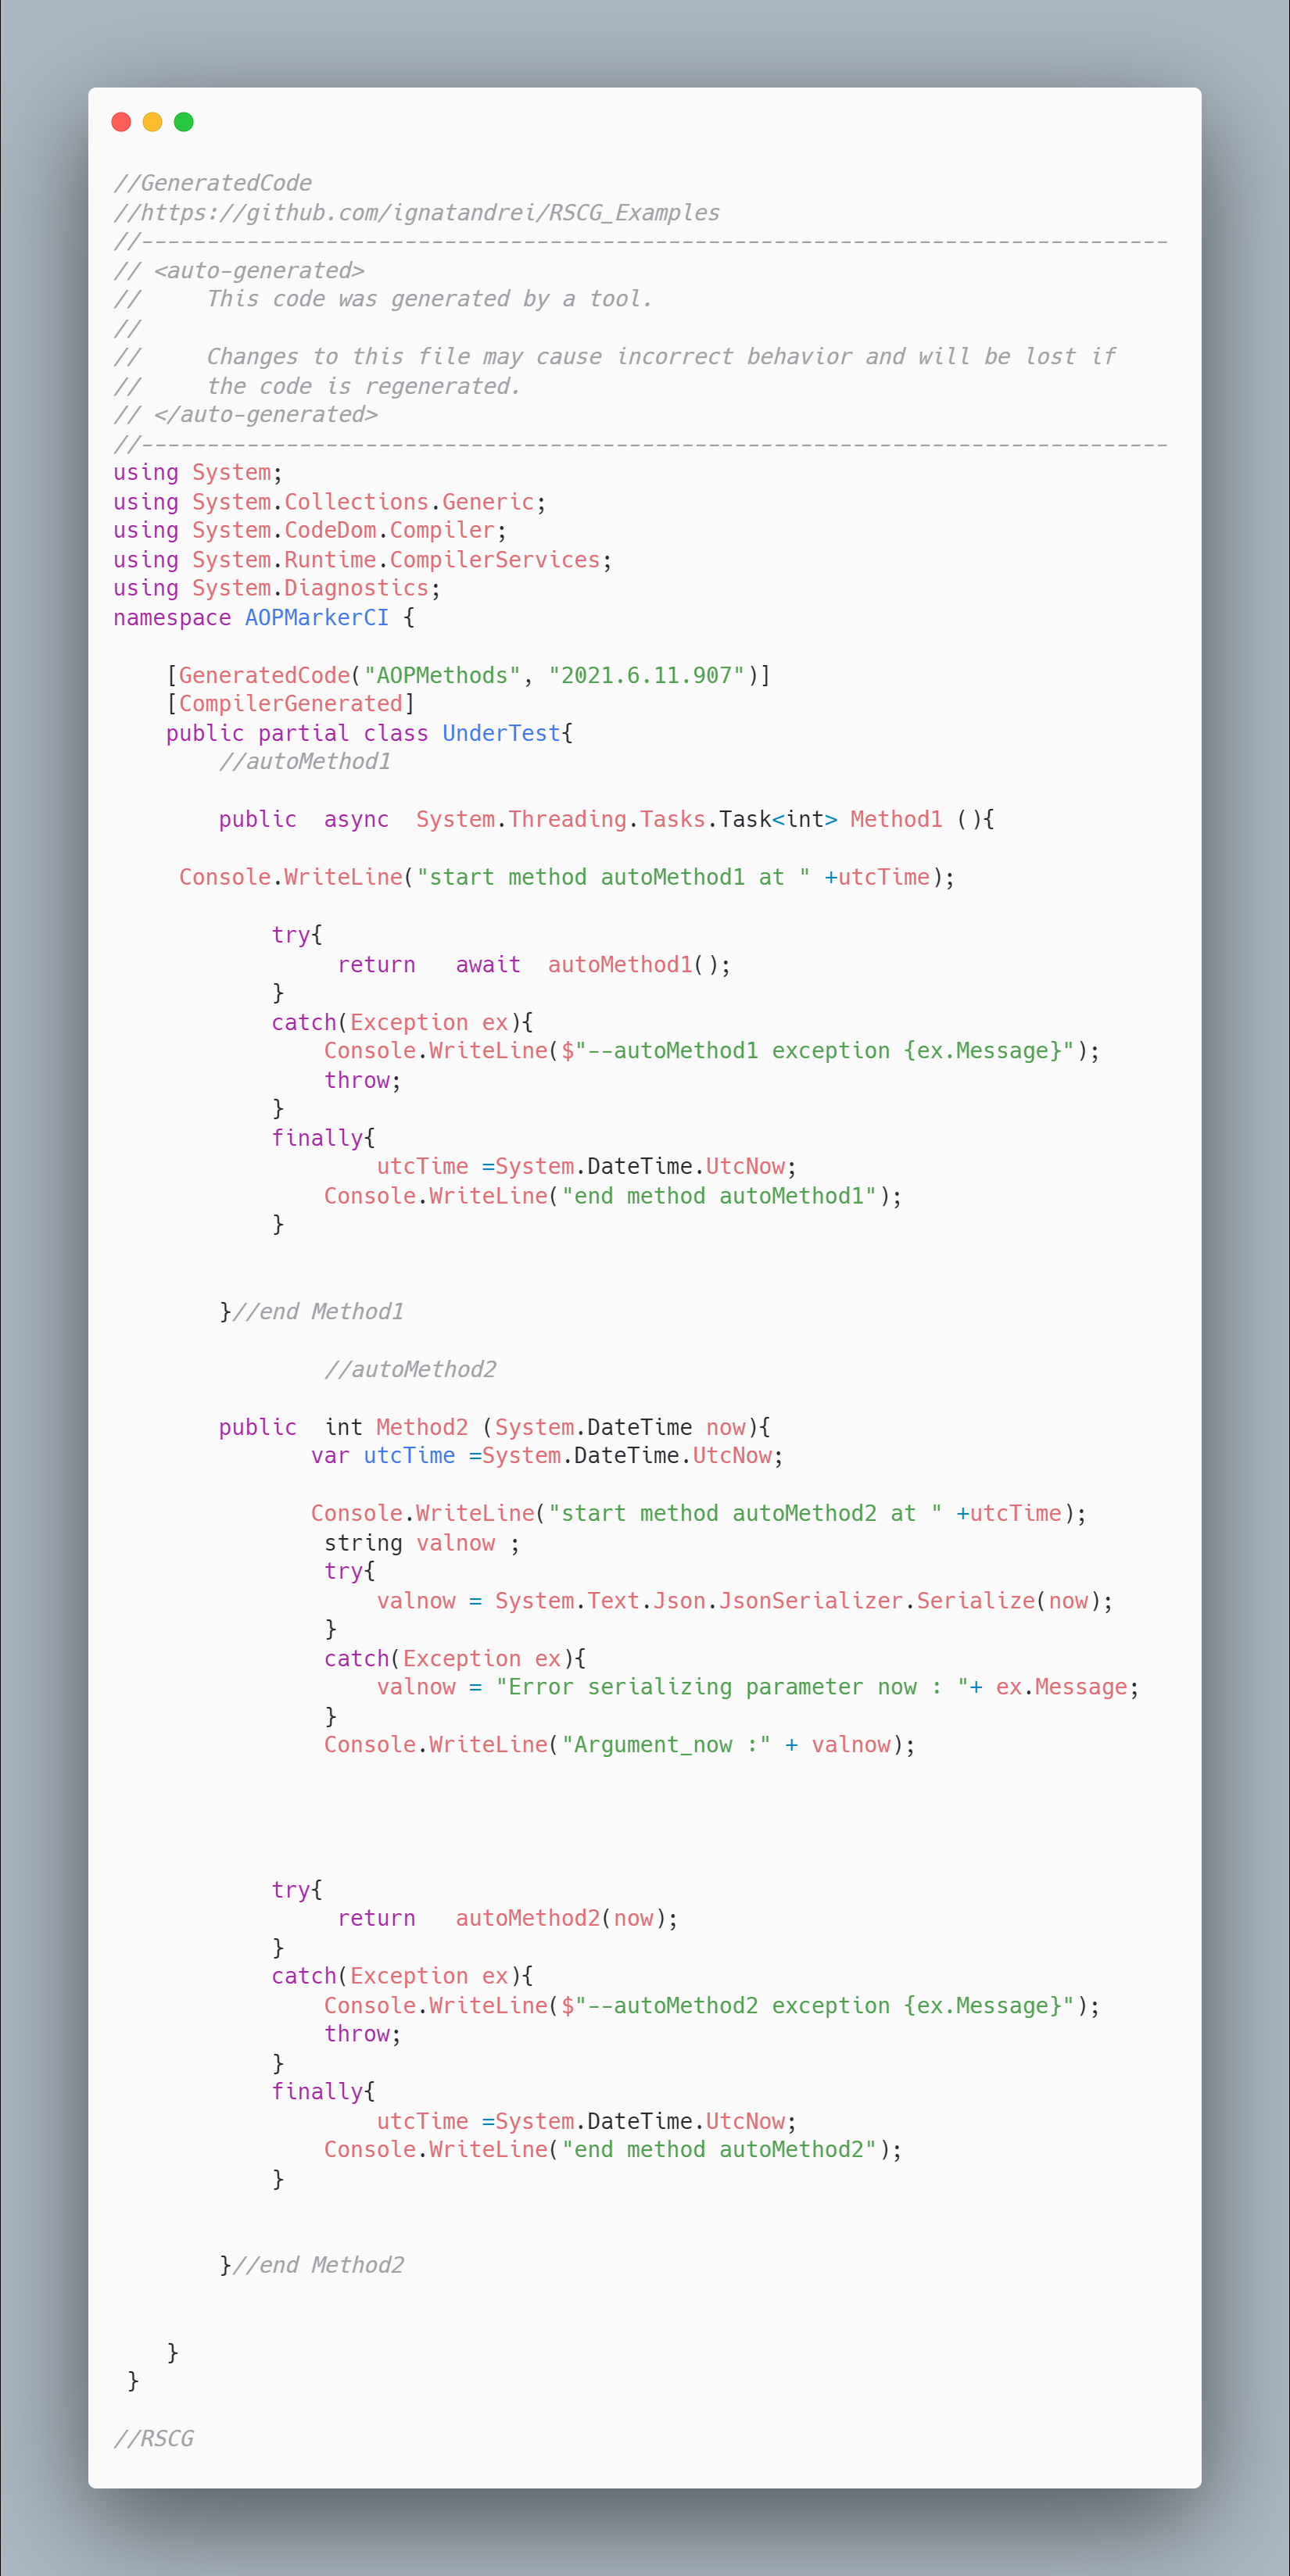 //GeneratedCode
//https://github.com/ignatandrei/RSCG_Examples
//------------------------------------------------------------------------------
// <auto-generated>
//     This code was generated by a tool.
//
//     Changes to this file may cause incorrect behavior and will be lost if
//     the code is regenerated.
// </auto-generated>
//------------------------------------------------------------------------------
using System;
using System.Collections.Generic;
using System.CodeDom.Compiler;
using System.Runtime.CompilerServices;
using System.Diagnostics;
namespace AOPMarkerCI {

    [GeneratedCode("AOPMethods", "2021.6.11.907")]
    [CompilerGenerated]
    public partial class UnderTest{
        //autoMethod1

        public  async  System.Threading.Tasks.Task<int> Method1 (){

     Console.WriteLine("start method autoMethod1 at " +utcTime);

            try{
                 return   await  autoMethod1();
            }
            catch(Exception ex){
                Console.WriteLine($"--autoMethod1 exception {ex.Message}");
                throw;
            }
            finally{
                    utcTime =System.DateTime.UtcNow;
                Console.WriteLine("end method autoMethod1");
            }


        }//end Method1

                //autoMethod2

        public  int Method2 (System.DateTime now){
               var utcTime =System.DateTime.UtcNow;

               Console.WriteLine("start method autoMethod2 at " +utcTime);
                string valnow ;
                try{
                    valnow = System.Text.Json.JsonSerializer.Serialize(now);
                }
                catch(Exception ex){
                    valnow = "Error serializing parameter now : "+ ex.Message;
                }
                Console.WriteLine("Argument_now :" + valnow);




            try{
                 return   autoMethod2(now);
            }
            catch(Exception ex){
                Console.WriteLine($"--autoMethod2 exception {ex.Message}");
                throw;
            }
            finally{
                    utcTime =System.DateTime.UtcNow;
                Console.WriteLine("end method autoMethod2");
            }


        }//end Method2


    }
 }

//RSCG